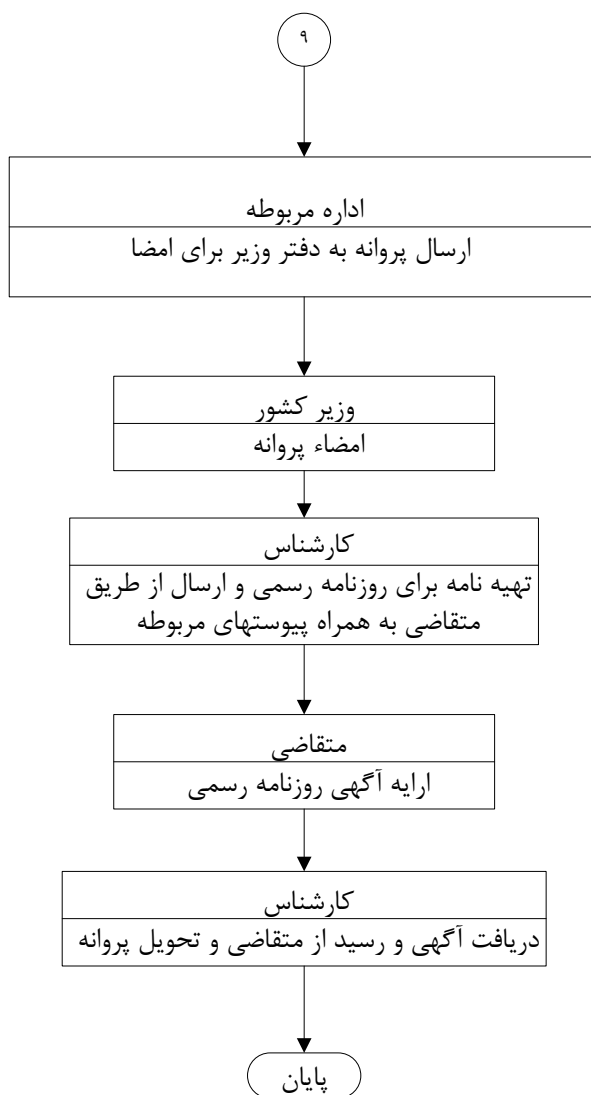 ۹
اداره مربوطه
ارسال پروانه به دفتر وزیر برای امضا
وزیر کشور
امضاء پروانه
کارشناس
تهیه نامه برای روزنامه رسمی و ارسال از طریق
متقاضی به همراه پیوستهای مربوطه
متقاضی
ارایه آگهی روزنامه رسمی
کارشناس
دریافت آگهی و رسید از متقاضی و تحویل پروانه
پایان